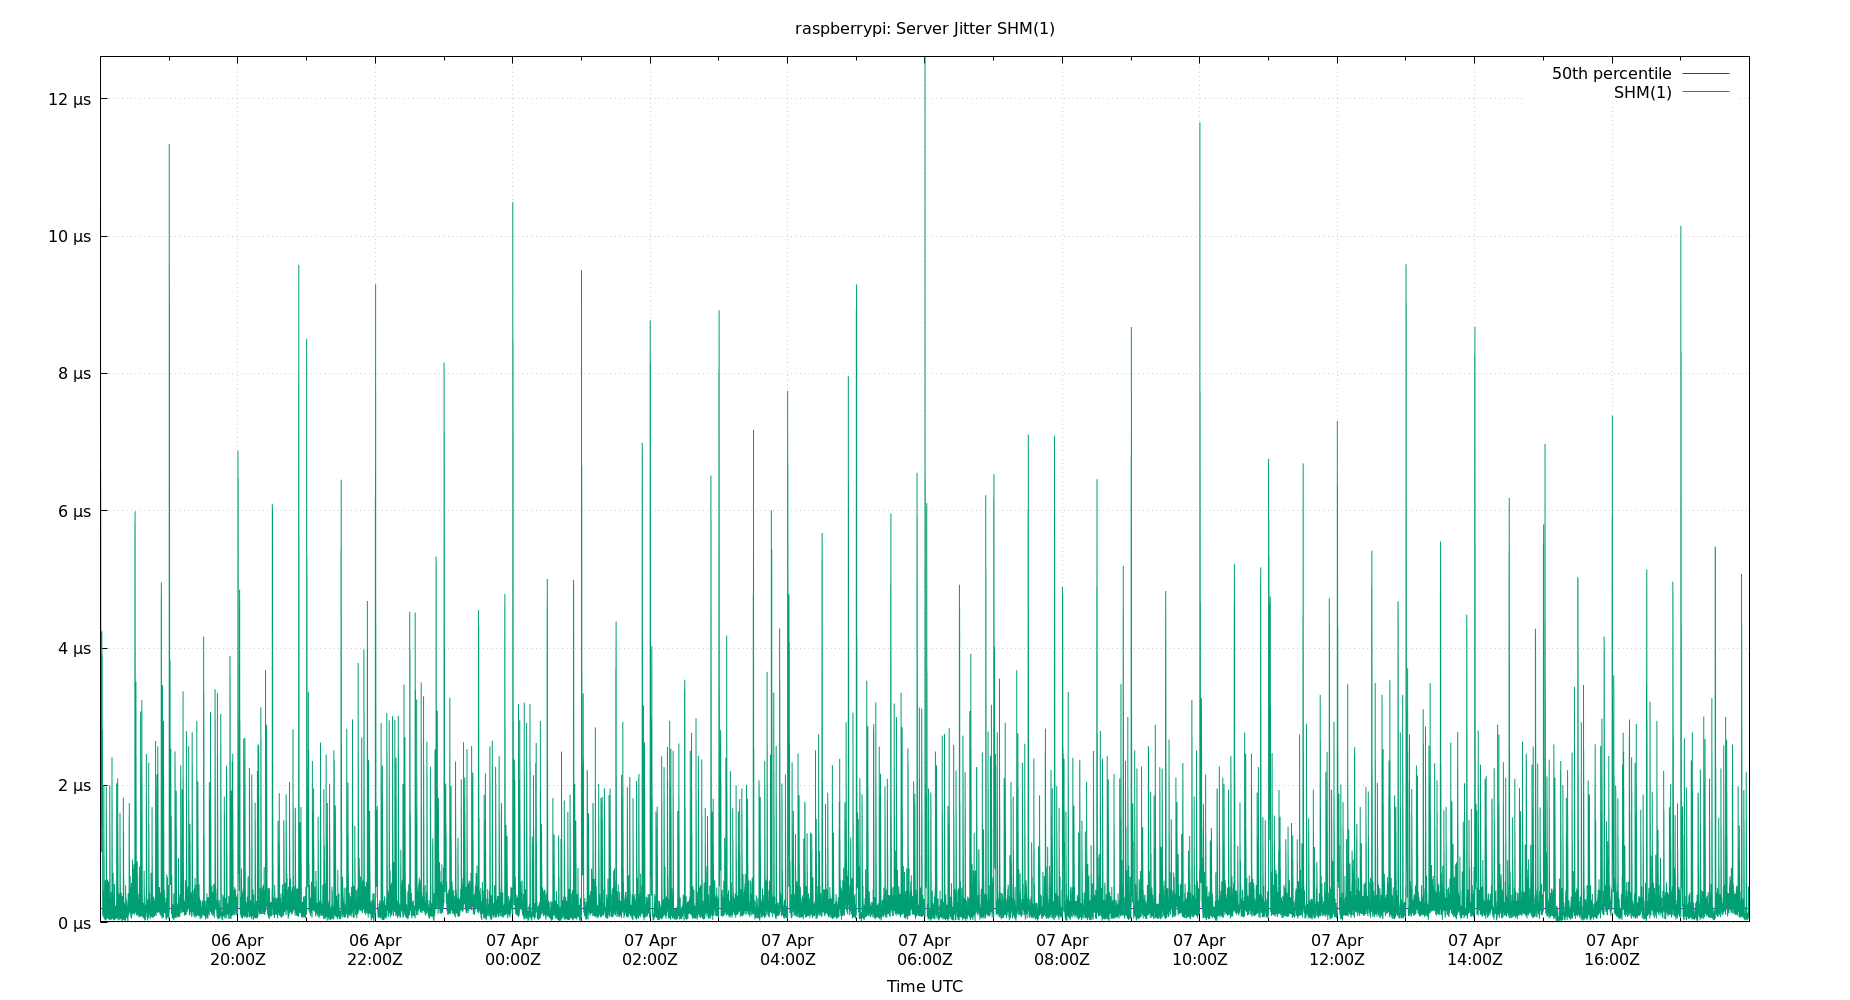 raspberrypi: Server Jitter SHM(1)
50th percentile
SHM(1)
12 µs
10 µs
8 µs
6 µs
4 µs
2 µs
0 µs
06 Apr 06 Apr 07 Apr 07 Apr 07 Apr 07 Apr 07 Apr 07 Apr 07 Apr 07 Apr 07 Apr
20:00Z 22:00Z 00:00Z 02:00Z 04:00Z 06:00Z 08:00Z 10:00Z 12:00Z 14:00Z 16:00Z
Time UTC